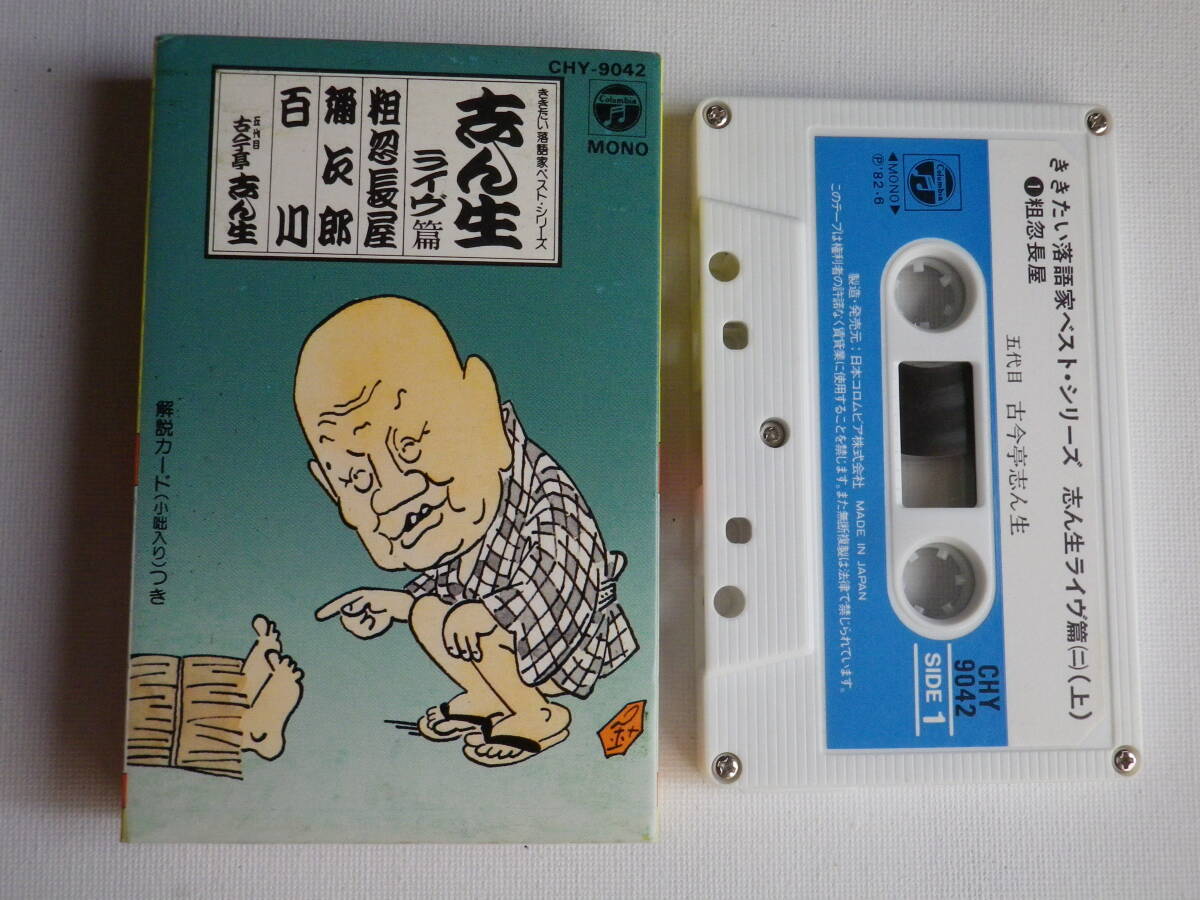 CHY-9042
Columbia
MONO
ききたい落語家ベスト・シリーズ
志ん生
ライヴ篇
粗忽長屋
彌次郎
百川
五代目
古今亭志ん生
解説カード(小咄入り)つき
ききたい落語家ベスト・シリーズ 志ん生ライヴ篇(二)(上)
❶粗忽長屋
五代目 古今亭志ん生
Columbia
◀MONO▶
Ⓟ'82・6
製造・発売元:日本コロムビア株式会社 MADE IN JAPAN
このテープは権利者の許諾なく賃貸業に使用することを禁じます。また無断複製は法律で禁じられています。
CHY
9042
SIDE 1